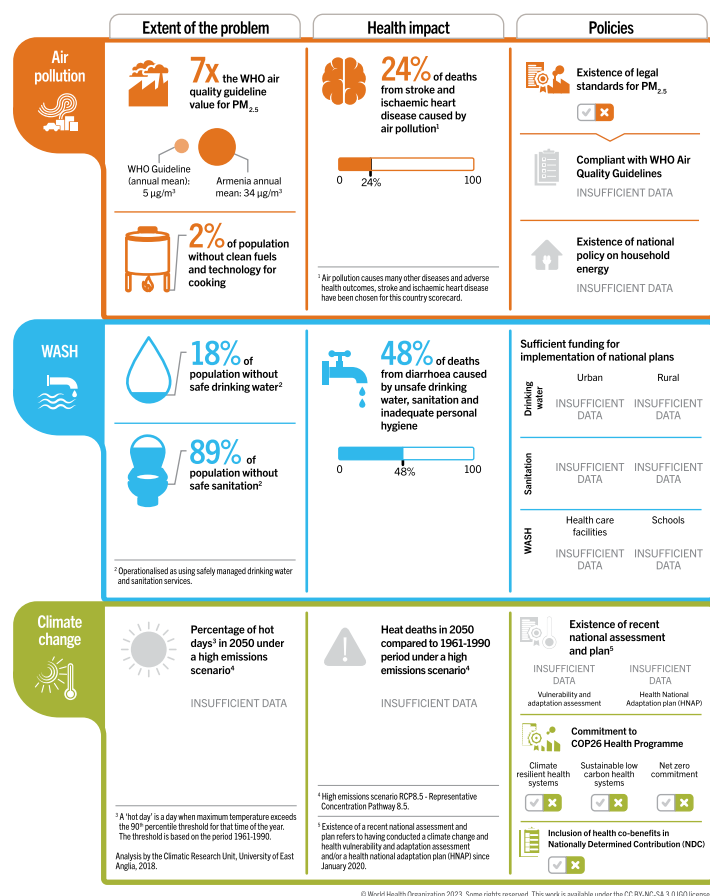 Extent of the problem
Health impact
Policies
Air
pollution
7x the WHO air
quality guideline
value for PM2.5
WHO Guideline
(annual mean):
5 µg/m³
Armenia annual
mean: 34 µg/m³
2% of population
without clean fuels
and technology for
cooking
24% of deaths
from stroke and
ischaemic heart
disease caused by
air pollution¹
0
24%
100
¹ Air pollution causes many other diseases and adverse
health outcomes, stroke and ischaemic heart disease
have been chosen for this country scorecard.
Existence of legal
standards for PM2.5
Compliant with WHO Air
Quality Guidelines
INSUFFICIENT DATA
Existence of national
policy on household
energy
INSUFFICIENT DATA
WASH
18% of
population without
safe drinking water²
89% of
population without
safe sanitation²
² Operationalised as using safely managed drinking water
and sanitation services.
48% of deaths
from diarrhoea caused
by unsafe drinking
water, sanitation and
inadequate personal
hygiene
0
48%
100
Sufficient funding for
implementation of national plans
Urban
Rural
Drinking
water
INSUFFICIENT
DATA
INSUFFICIENT
DATA
Sanitation
INSUFFICIENT
DATA
INSUFFICIENT
DATA
WASH
Health care
facilities
Schools
INSUFFICIENT
DATA
INSUFFICIENT
DATA
Climate
change
Percentage of hot
days³ in 2050 under
a high emissions
scenario⁴
INSUFFICIENT DATA
³ A ‘hot day’ is a day when maximum temperature exceeds
the 90th percentile threshold for that time of the year.
The threshold is based on the period 1961-1990.
Analysis by the Climatic Research Unit, University of East
Anglia, 2018.
Heat deaths in 2050
compared to 1961-1990
period under a high
emissions scenario⁴
INSUFFICIENT DATA
⁴ High emissions scenario RCP8.5 - Representative
Concentration Pathway 8.5.
⁵ Existence of a recent national assessment and
plan refers to having conducted a climate change and
health vulnerability and adaptation assessment
and/or a health national adaptation plan (HNAP) since
January 2020.
Existence of recent
national assessment
and plan⁵
INSUFFICIENT
DATA
Vulnerability and
adaptation assessment
INSUFFICIENT
DATA
Health National
Adaptation plan (HNAP)
Commitment to
COP26 Health Programme
Climate
resilient health
systems
Sustainable low
carbon health
systems
Net zero
commitment
Inclusion of health co-benefits in
Nationally Determined Contribution (NDC)
© World Health Organization 2023. Some rights reserved. This work is available under the CC BY-NC-SA 3.0 IGO license